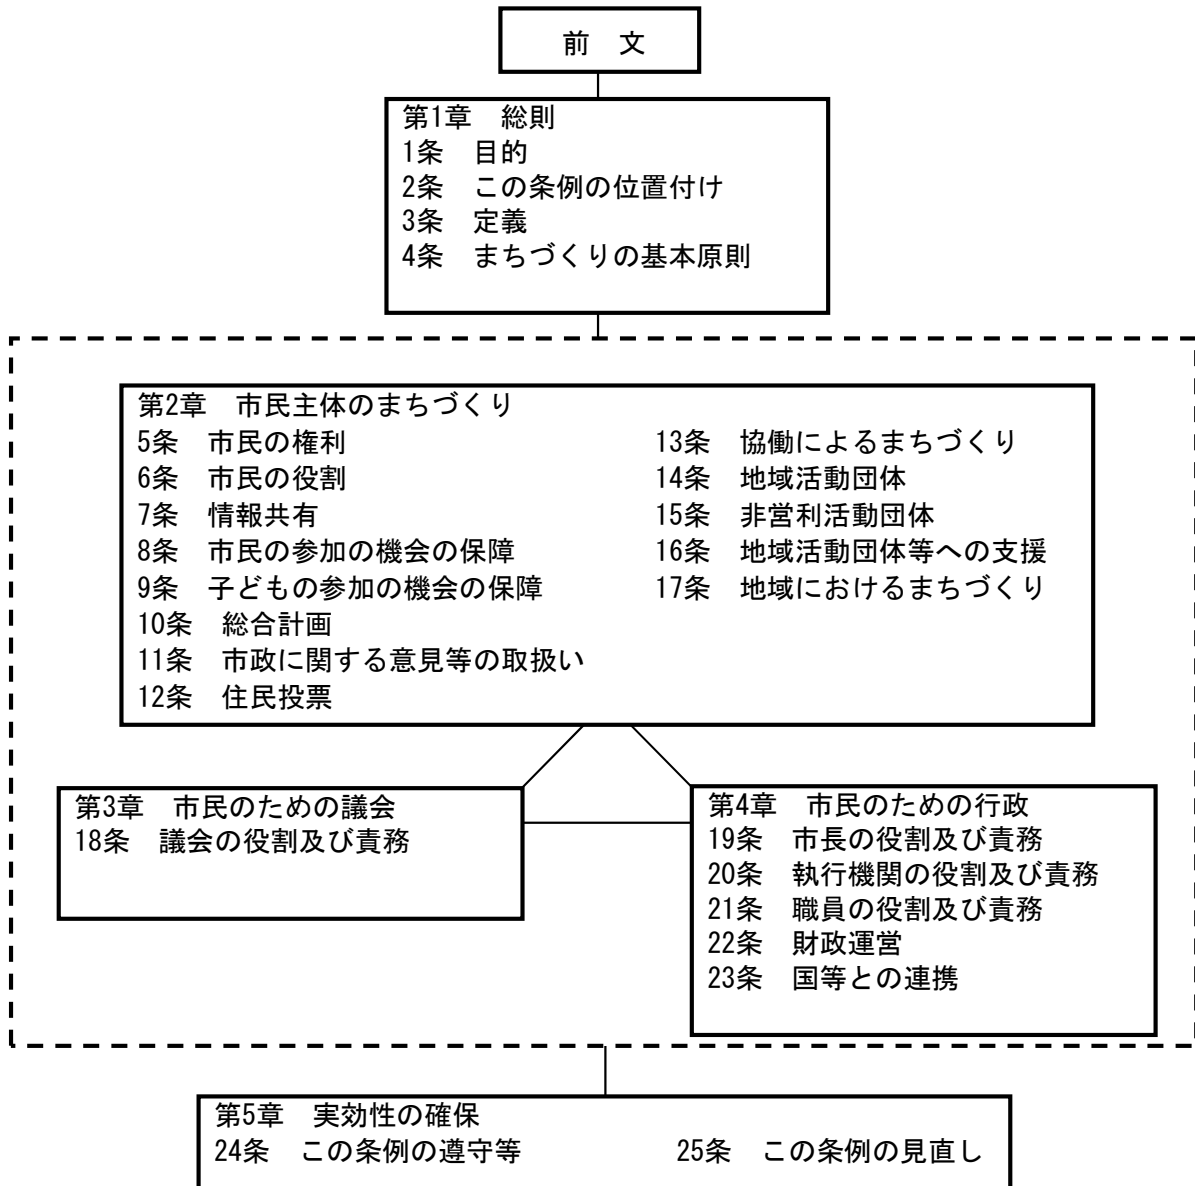 前　文
第1章　総則
1条　目的
2条　この条例の位置付け
3条　定義
4条　まちづくりの基本原則
第2章　市民主体のまちづくり
5条　市民の権利
6条　市民の役割
7条　情報共有
8条　市民の参加の機会の保障
9条　子どもの参加の機会の保障
10条　総合計画
11条　市政に関する意見等の取扱い
12条　住民投票
13条　協働によるまちづくり
14条　地域活動団体
15条　非営利活動団体
16条　地域活動団体等への支援
17条　地域におけるまちづくり
第3章　市民のための議会
18条　議会の役割及び責務
第4章　市民のための行政
19条　市長の役割及び責務
20条　執行機関の役割及び責務
21条　職員の役割及び責務
22条　財政運営
23条　国等との連携
第5章　実効性の確保
24条　この条例の遵守等
25条　この条例の見直し